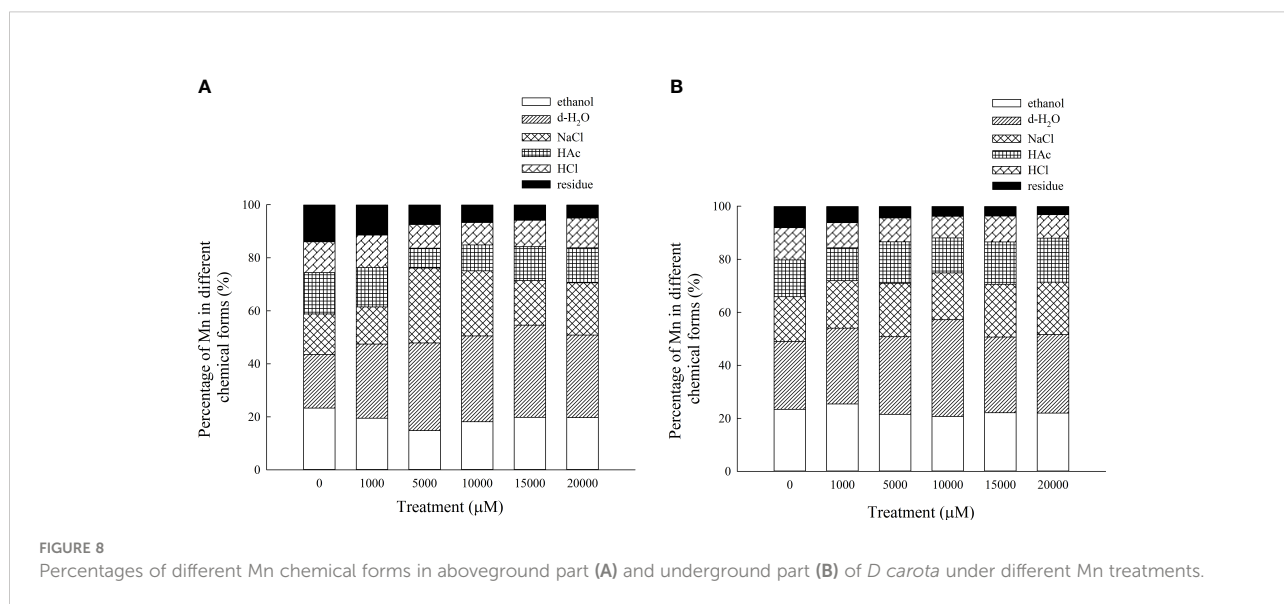 A
ethanol
d-H2O
NaCl
HAc
HCl
residue
Percentage of Mn in different
chemical forms (%)
100
80
60
40
20
0
0 1000 5000 10000 15000 20000
Treatment (μM)
B
ethanol
d-H2O
NaCl
HAc
HCl
residue
Percentage of Mn in different
chemical forms (%)
100
80
60
40
20
0
0 1000 5000 10000 15000 20000
Treatment (μM)
FIGURE 8
Percentages of different Mn chemical forms in aboveground part (A) and underground part (B) of D carota under different Mn treatments.